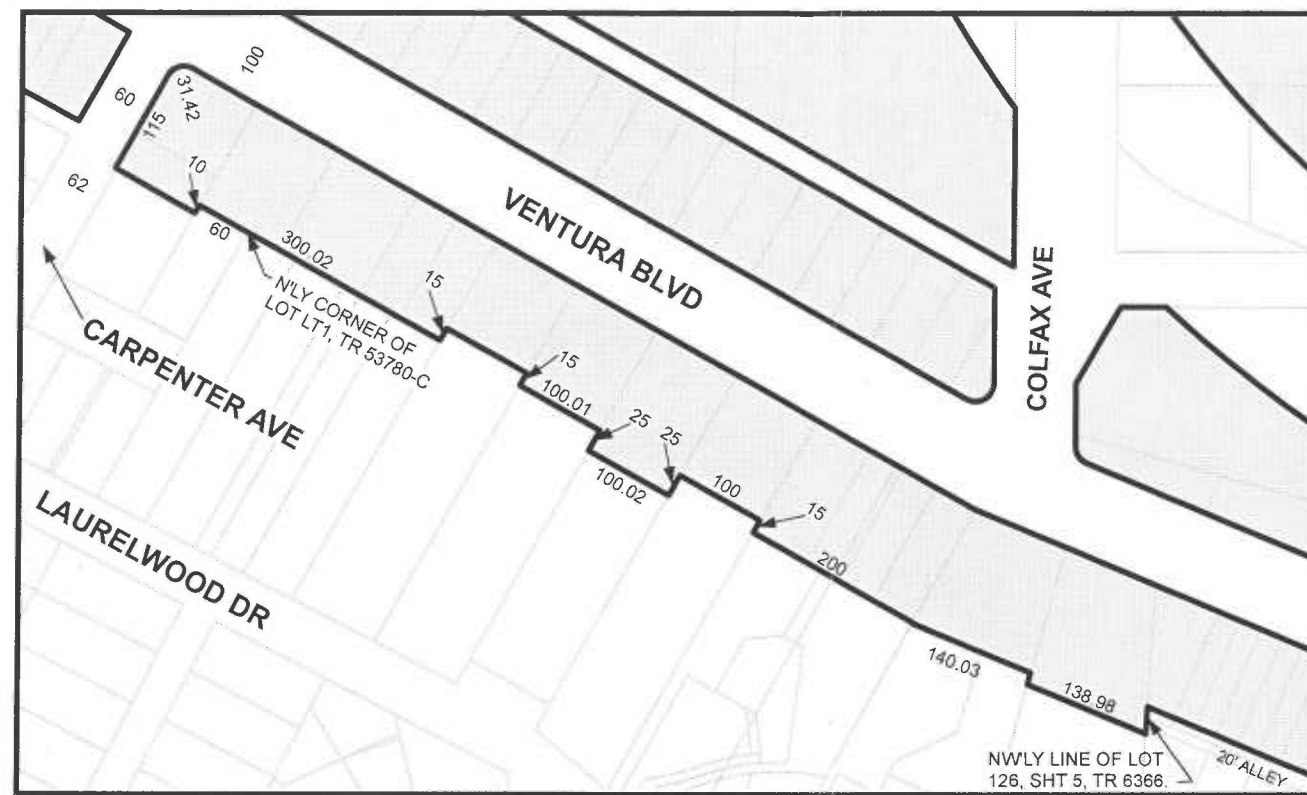 100
60
31.42
115
10
62
60
300.02
N'LY CORNER OF
LOT LT1, TR 53780-C
VENTURA BLVD
COLFAX AVE
15
15
100.01
CARPENTER AVE
25
25
100.02
100
15
LAURELWOOD DR
200
140.03
138.98
NW'LY LINE OF LOT
126, SHT 5, TR 6366.
20' ALLEY